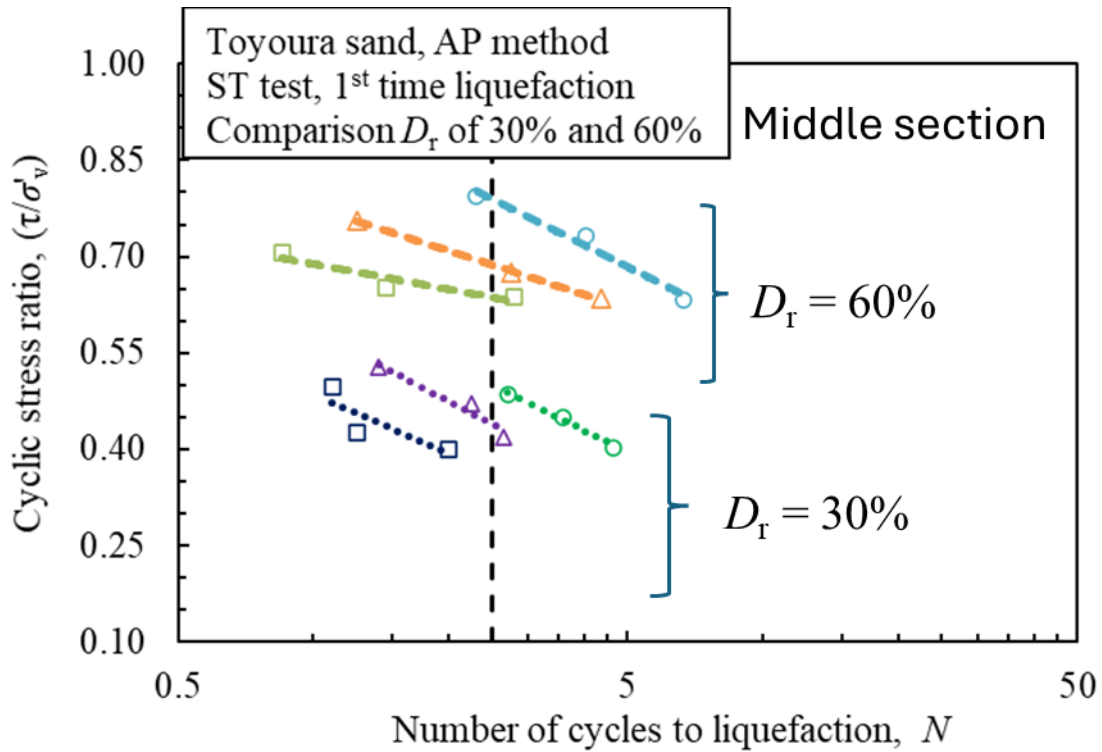 Toyoura sand, AP method
ST test, 1st time liquefaction
Comparison Dr of 30% and 60%
Middle section
1.00
0.85
0.70
0.55
0.40
0.25
0.10
Cyclic stress ratio, (τ/σ'v)
Dr = 60%
Dr = 30%
0.5
5
50
Number of cycles to liquefaction, N